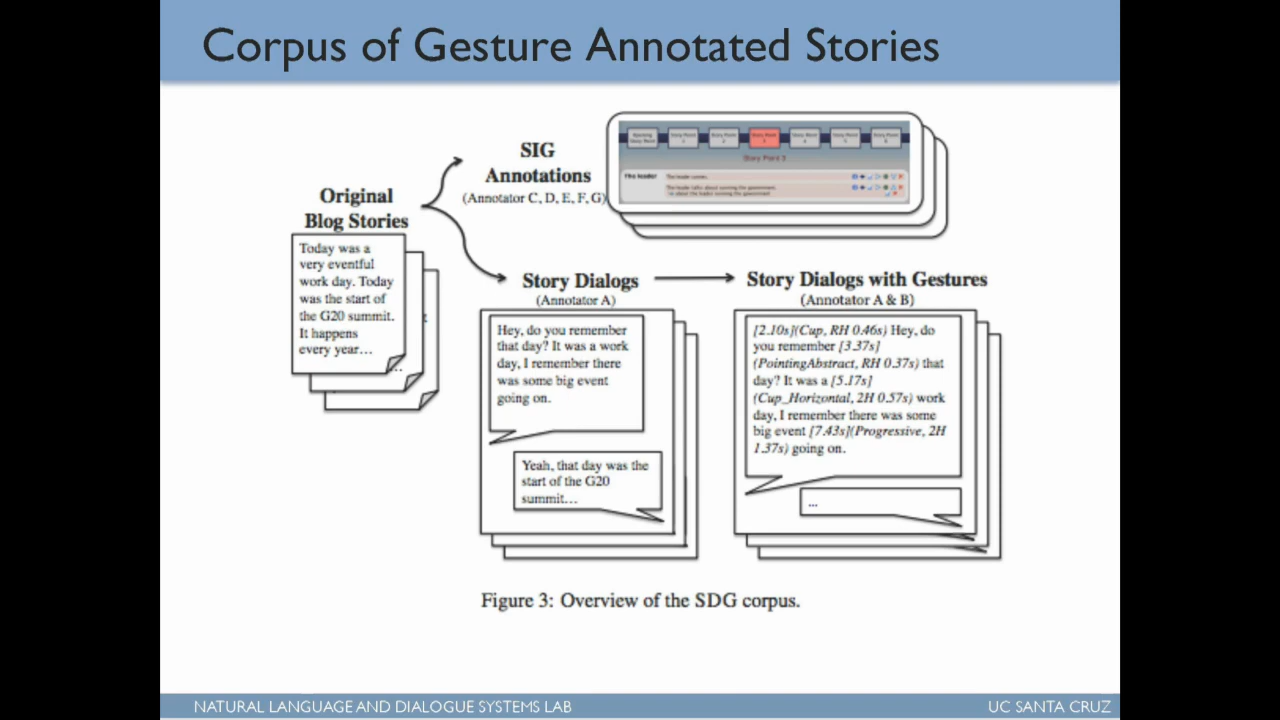 Corpus of Gesture Annotated Stories
SIG
Annotations
(Annotator C, D, E, F, G)
Story Point 3
The leader
Original
Blog Stories
Today was a
very eventful
work day. Today
was the start of
the G20 summit.
It happens
every year...
Story Dialogs
(Annotator A)
Hey, do you remember
that day? It was a work
day, I remember there
was some big event
going on.
Yeah, that day was the
start of the G20
summit...
Story Dialogs with Gestures
(Annotator A & B)
[2.10s](Cup, RH 0.46s) Hey, do
you remember [3.37s]
(PointingAbstract, RH 0.37s) that
day? It was a [5.17s]
(Cup_Horizontal, 2H 0.57s) work
day, I remember there was some
big event [7.43s](Progressive, 2H
1.37s) going on.
...
Figure 3: Overview of the SDG corpus.
NATURAL LANGUAGE AND DIALOGUE SYSTEMS LAB
UC SANTA CRUZ